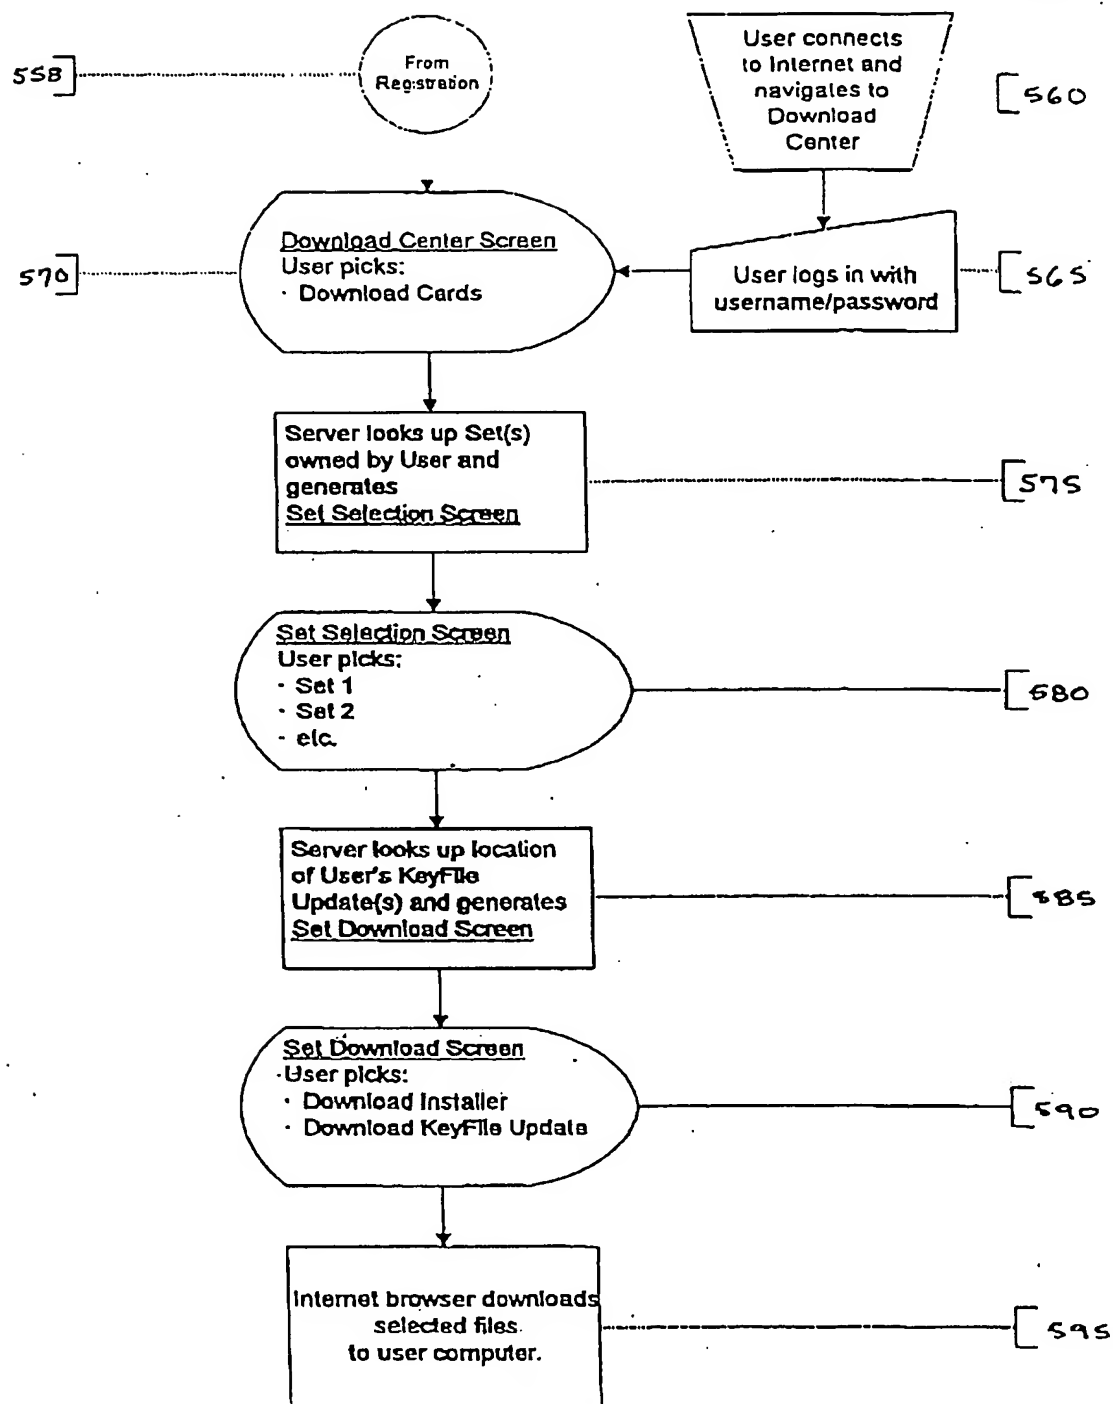 558
From
Registration
User connects
to Internet and
navigates to
Download
Center
560
Download Center Screen
User picks:
· Download Cards
570
User logs in with
username/password
565
Server looks up Set(s)
owned by User and
generates
Set Selection Screen
575
Set Selection Screen
User picks:
· Set 1
· Set 2
- etc.
580
Server looks up location
of User's KeyFile
Update(s) and generates
Set Download Screen
585
Set Download Screen
User picks:
· Download Installer
· Download KeyFile Update
590
Internet browser downloads
selected files
to user computer.
595